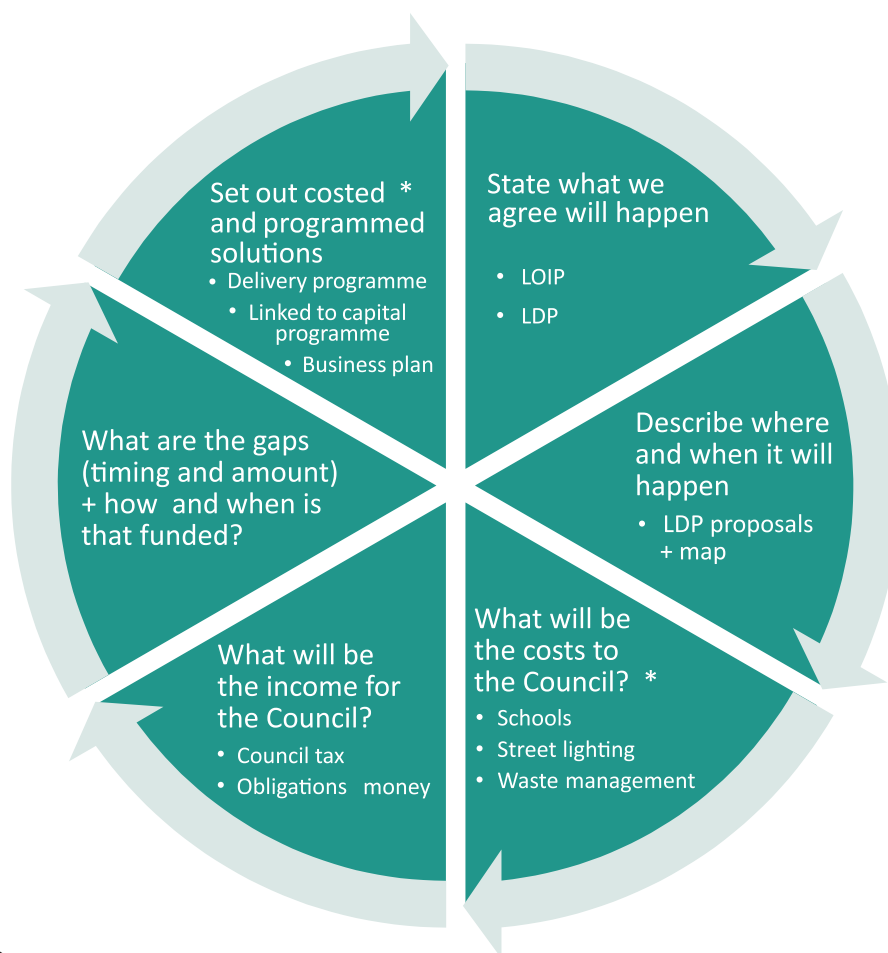 State what we
agree will happen
• LOIP
• LDP
Describe where
and when it will
happen
• LDP proposals
+ map
What will be
the costs to
the Council? *
• Schools
• Street lighting
• Waste management
What will be
the income for
the Council?
• Council tax
• Obligations money
What are the gaps
(timing and amount)
+ how and when is
that funded?
Set out costed *
and programmed
solutions
• Delivery programme
• Linked to capital
programme
• Business plan